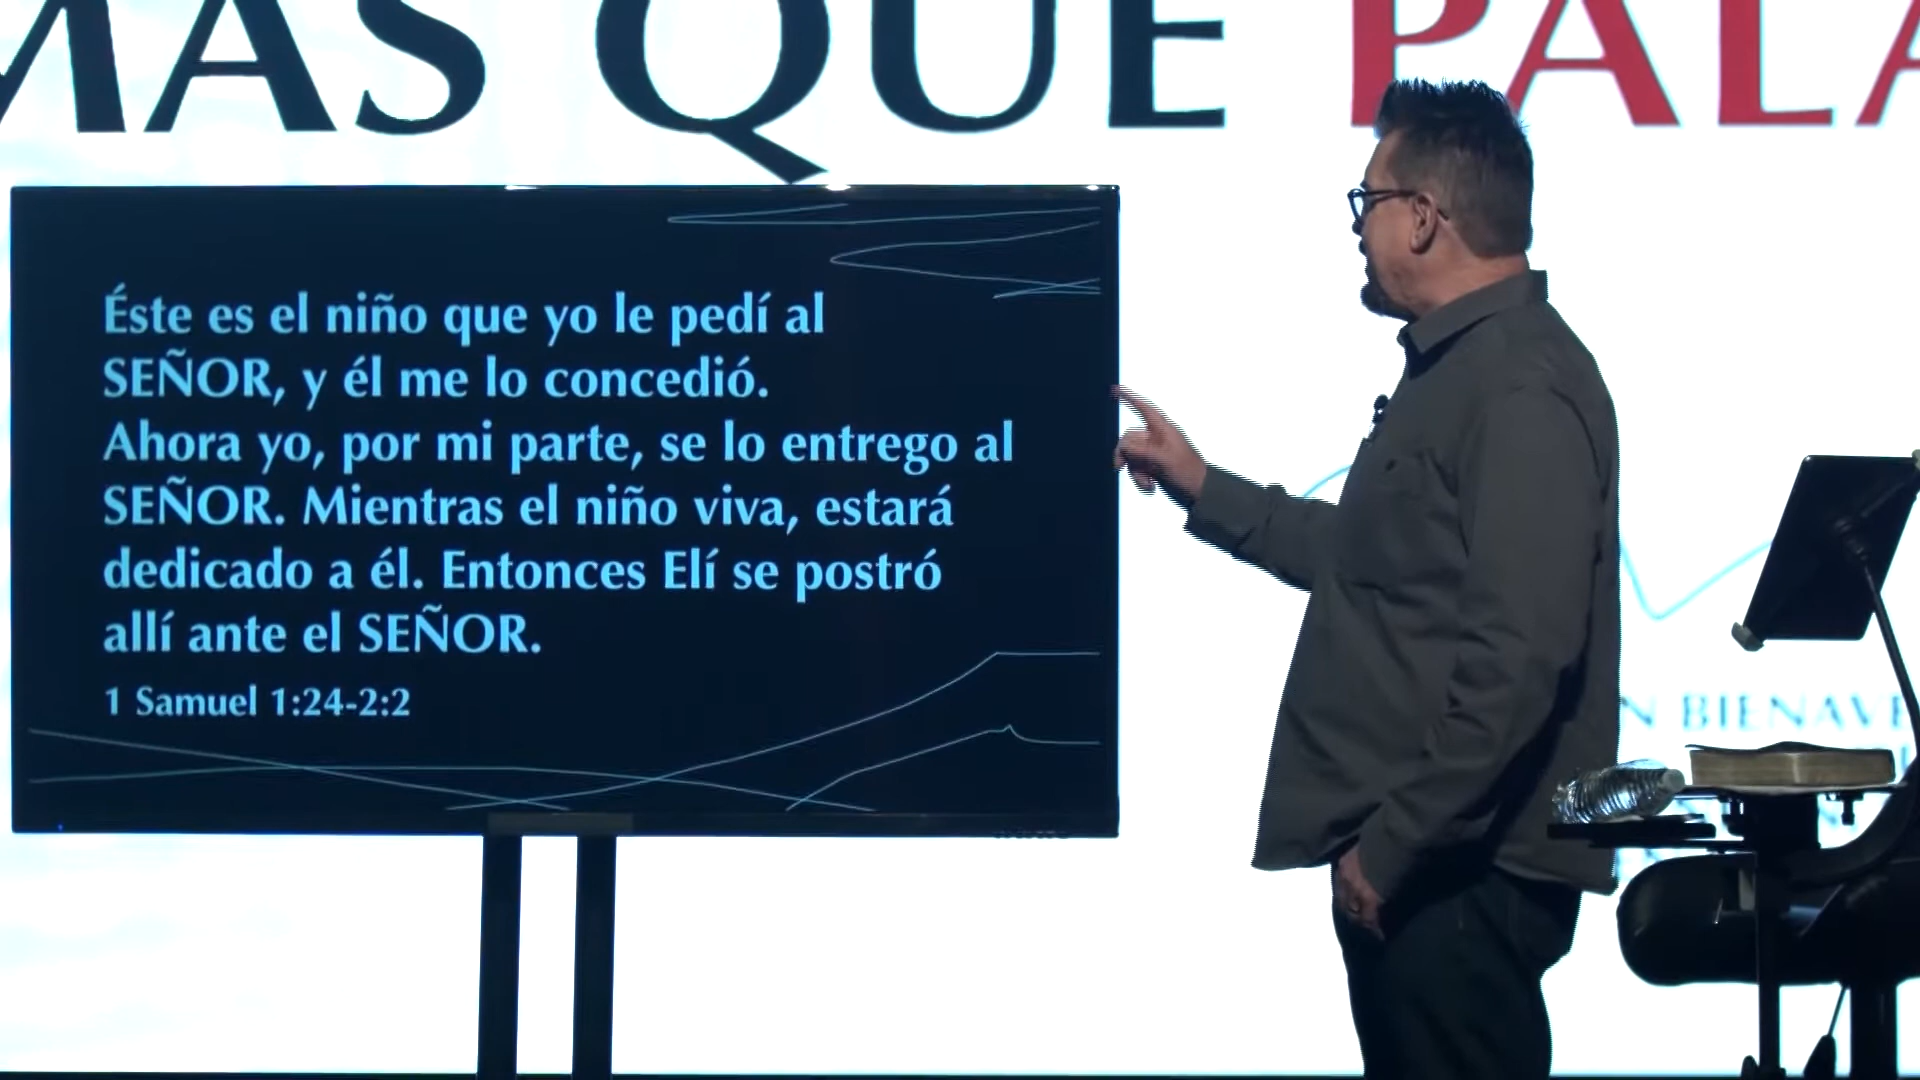 MAS QUE PALA
Éste es el niño que yo le pedí al
SEÑOR, y él me lo concedió.
Ahora yo, por mi parte, se lo entrego al
SEÑOR. Mientras el niño viva, estará
dedicado a él. Entonces Elí se postró
allí ante el SEÑOR.
1 Samuel 1:24-2:2
N BIENAVE